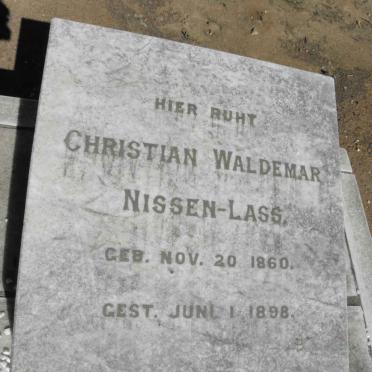 HIER RUHT
CHRISTIAN WALDEMAR
NISSEN-LASS.
GEB. NOV. 20 1860.
GEST. JUNI 1 1898.